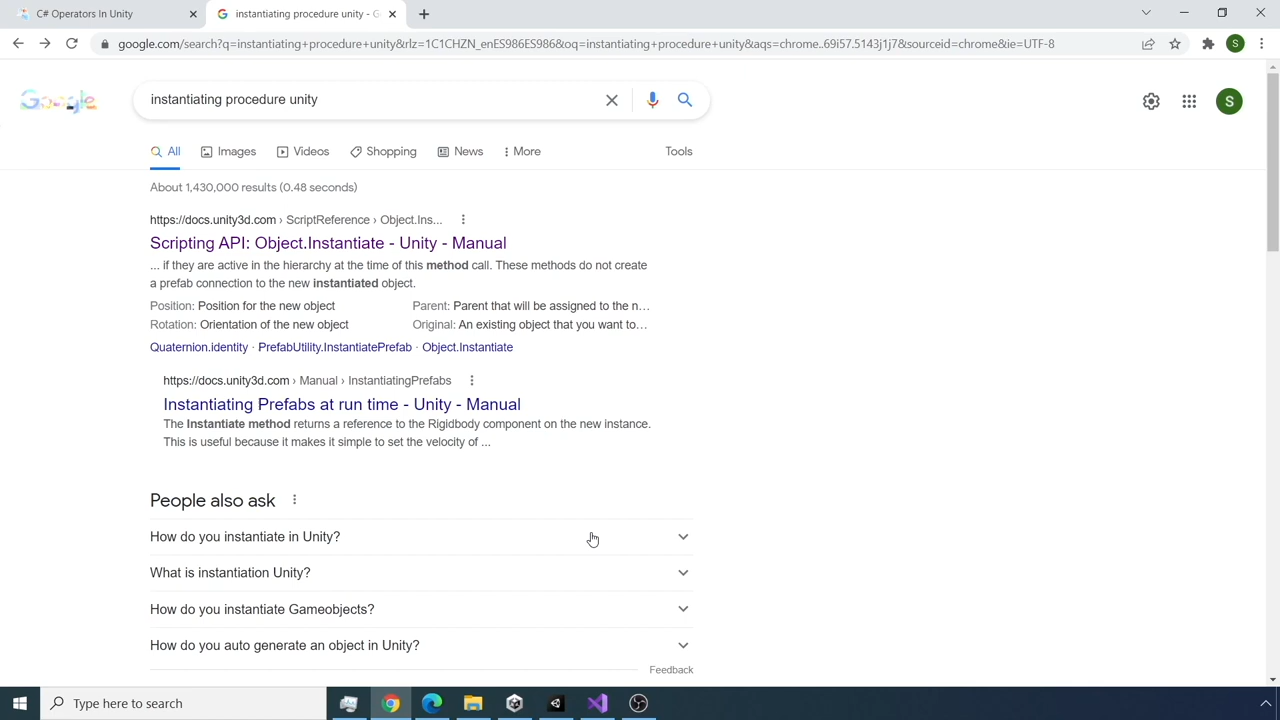 C# Operators In Unity
instantiating procedure unity - G
google.com/search?q=instantiating+procedure+unity&rlz=1C1CHZN_enES986ES986&oq=instantiating+procedure+unity&aqs=chrome..69i57.5143j1j7&sourceid=chrome&ie=UTF-8
S
Google
instantiating procedure unity
S
All
Images
Videos
Shopping
News
More
Tools
About 1,430,000 results (0.48 seconds)
https://docs.unity3d.com › ScriptReference › Object.Ins...
Scripting API: Object.Instantiate - Unity - Manual
... if they are active in the hierarchy at the time of this method call. These methods do not create
a prefab connection to the new instantiated object.
Position: Position for the new object
Parent: Parent that will be assigned to the n...
Rotation: Orientation of the new object
Original: An existing object that you want to...
Quaternion.identity · PrefabUtility.InstantiatePrefab · Object.Instantiate
https://docs.unity3d.com › Manual › InstantiatingPrefabs
Instantiating Prefabs at run time - Unity - Manual
The Instantiate method returns a reference to the Rigidbody component on the new instance.
This is useful because it makes it simple to set the velocity of ...
People also ask
How do you instantiate in Unity?
What is instantiation Unity?
How do you instantiate Gameobjects?
How do you auto generate an object in Unity?
Feedback
Type here to search